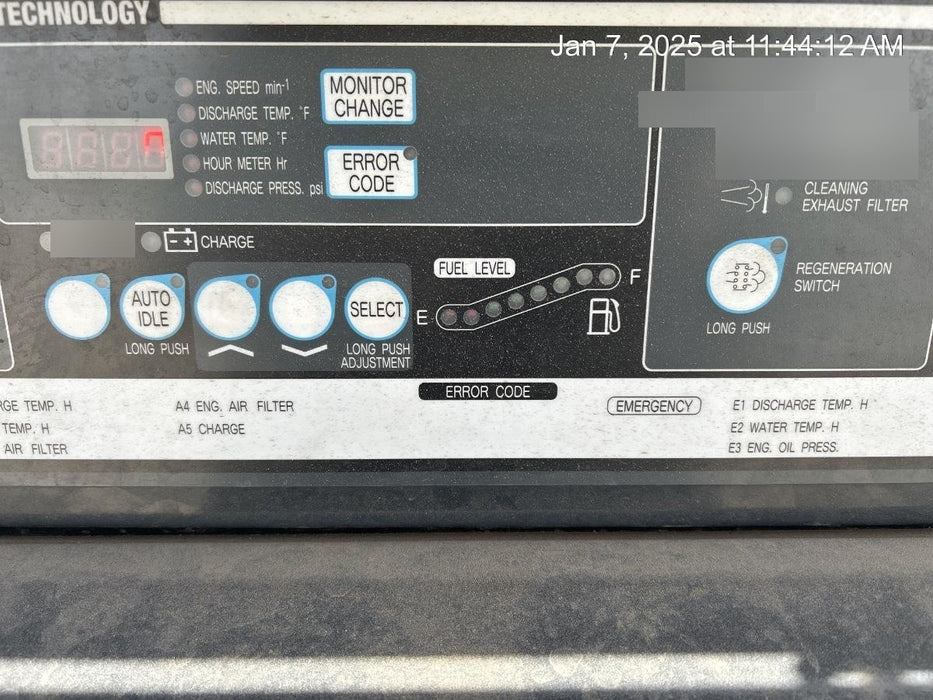 TECHNOLOGY
Jan 7, 2025 at 11:44:12 AM
ENG. SPEED min-1
DISCHARGE TEMP. °F
WATER TEMP. °F
HOUR METER Hr
DISCHARGE PRESS. psi
MONITOR
CHANGE
ERROR
CODE
CLEANING
EXHAUST FILTER
CHARGE
FUEL LEVEL
E
F
AUTO
IDLE
LONG PUSH
SELECT
LONG PUSH
ADJUSTMENT
REGENERATION
SWITCH
LONG PUSH
ERROR CODE
RGE TEMP. H
TEMP. H
AIR FILTER
A4 ENG. AIR FILTER
A5 CHARGE
EMERGENCY
E1 DISCHARGE TEMP. H
E2 WATER TEMP. H
E3 ENG. OIL PRESS.